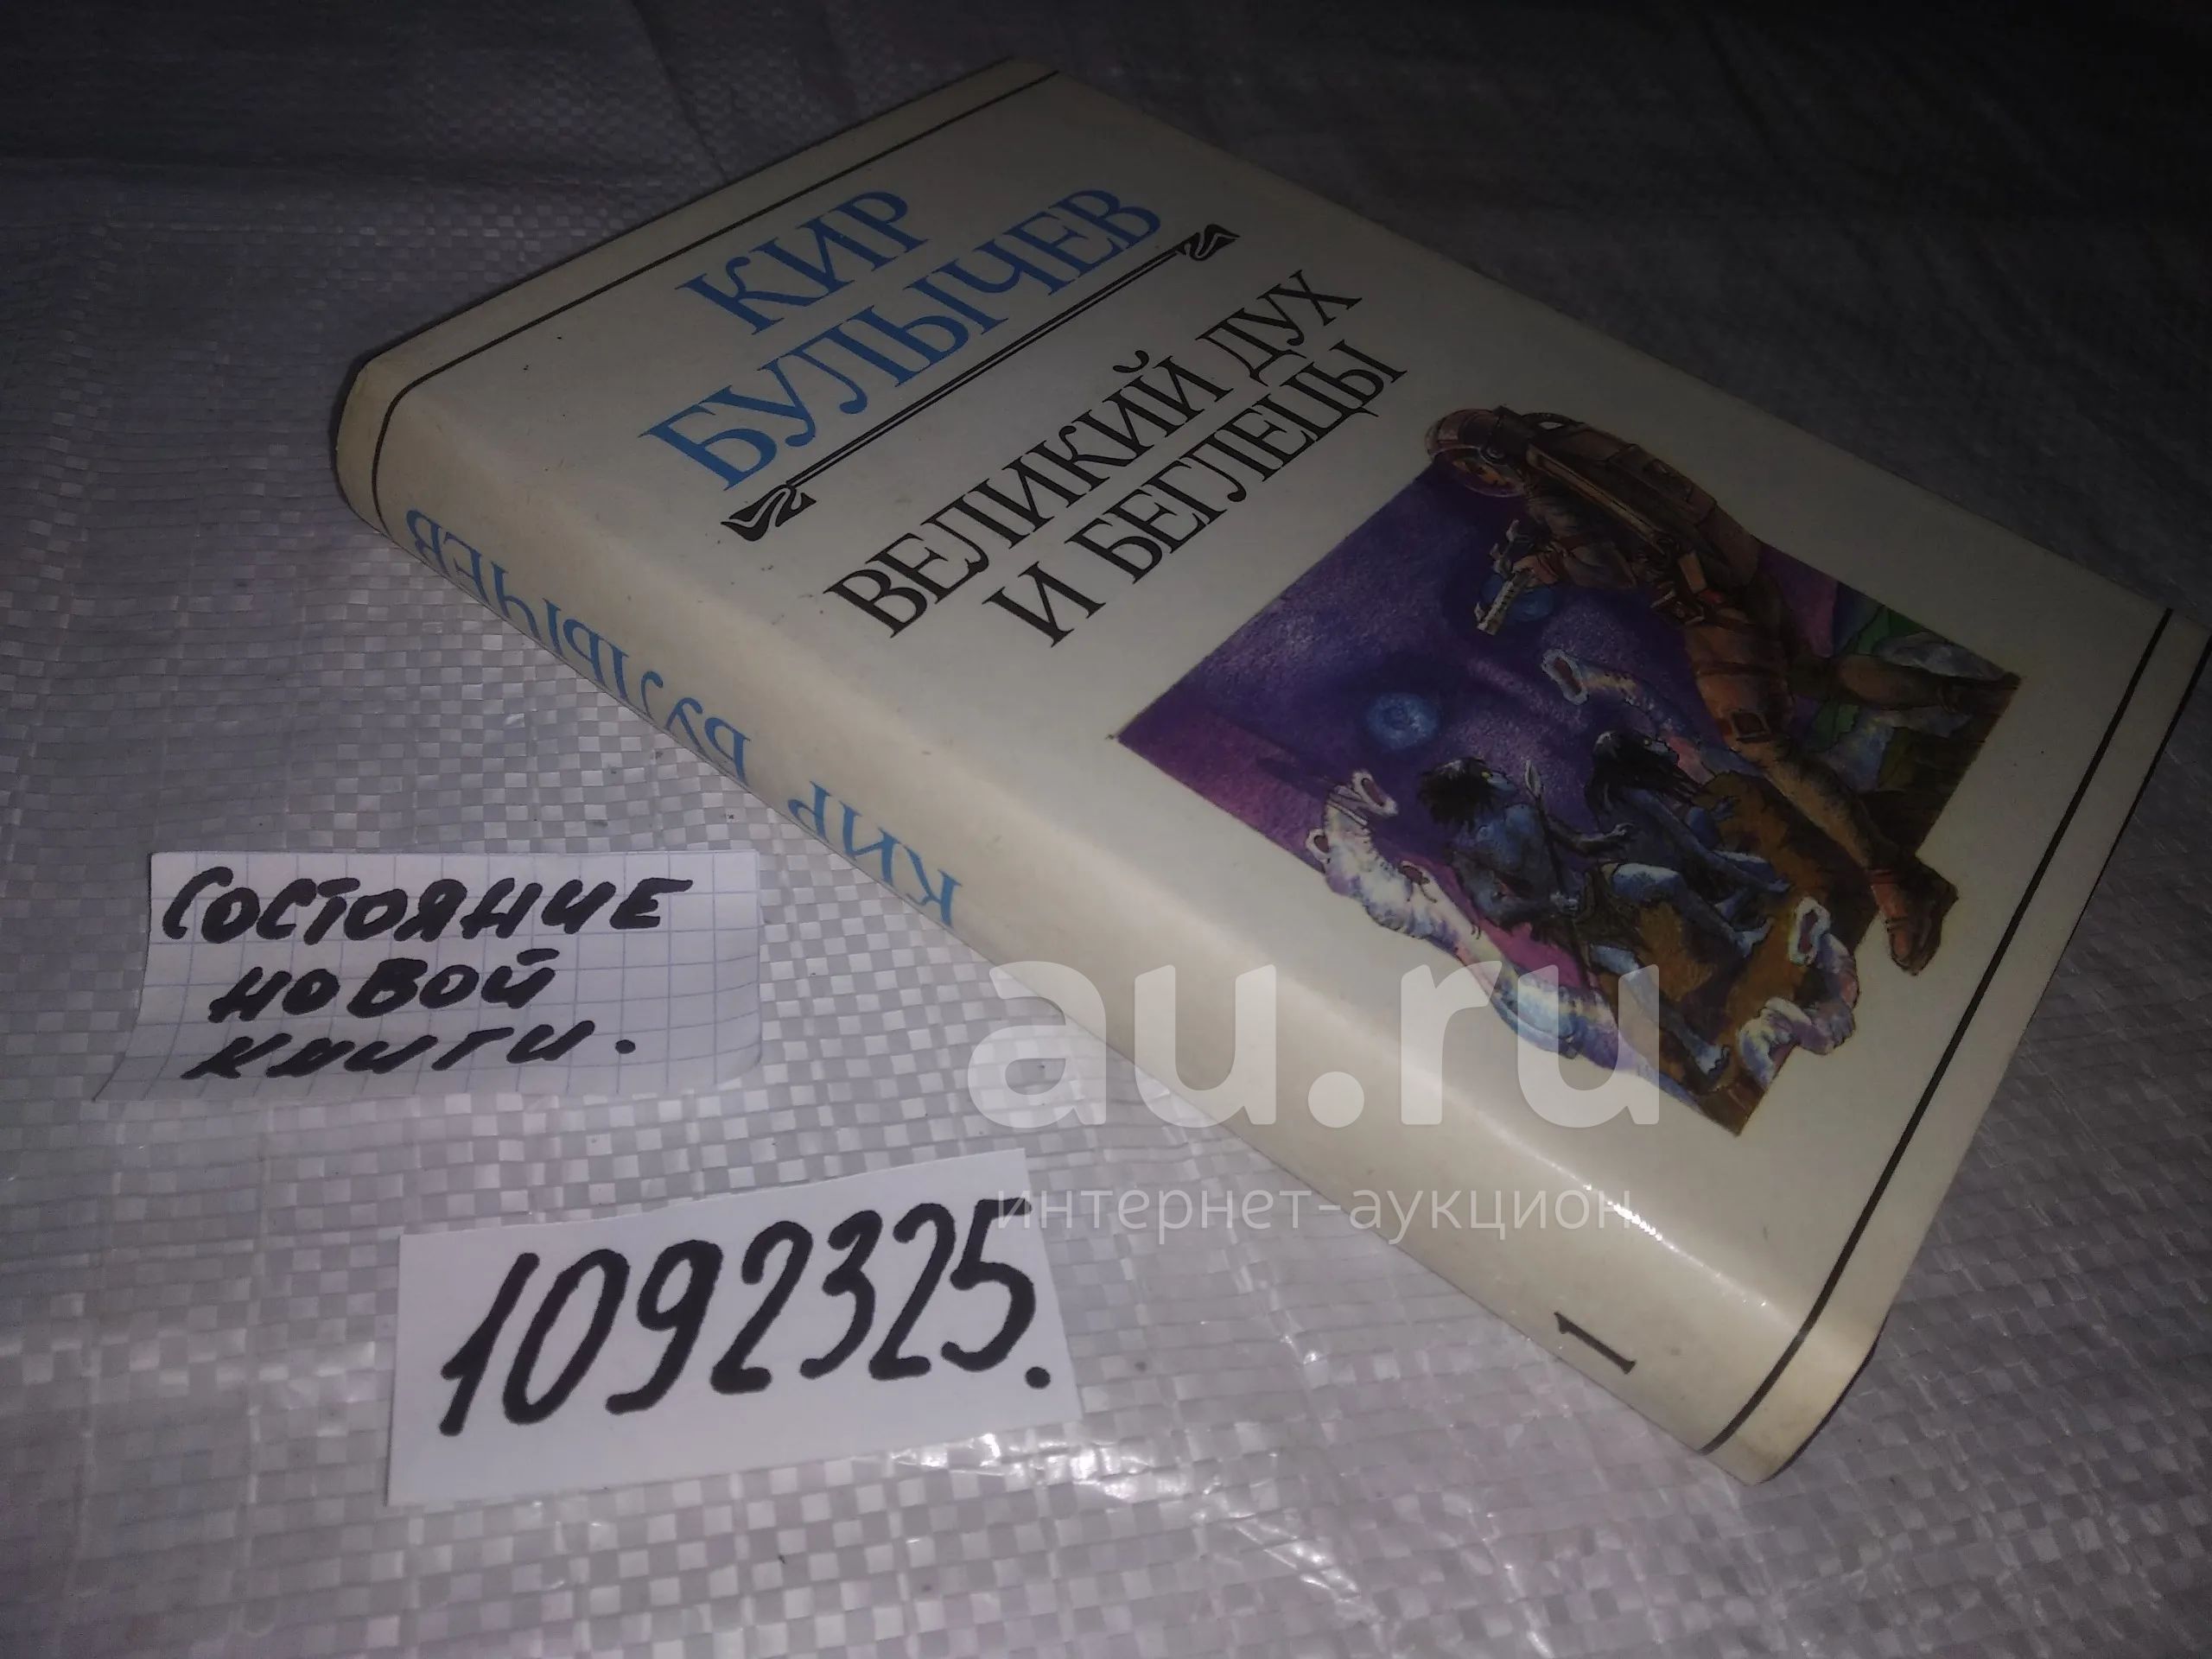 КИР
БУЛЫЧЕВ
ВЕЛИКИЙ ДУХ
И БЕГЛЕЦЫ
КИР БУЛЫЧЕВ
1
СОСТОЯНИЕ
НОВОЙ
КНИГИ.
1092325.
au.ru
интернет-аукцион